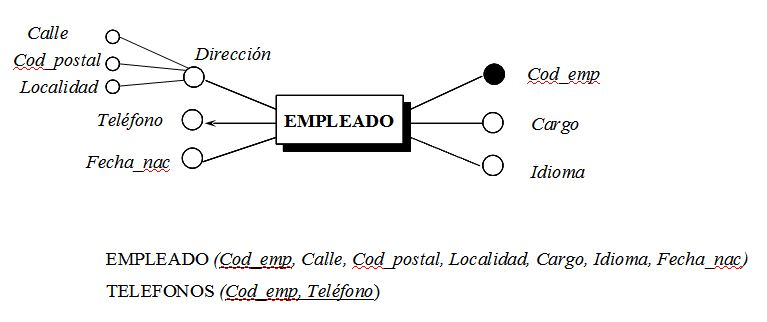 Calle
Cod_postal
Localidad
Dirección
Teléfono
Fecha_nac
EMPLEADO
Cod_emp
Cargo
Idioma
EMPLEADO (Cod_emp, Calle, Cod_postal, Localidad, Cargo, Idioma, Fecha_nac)
TELEFONOS (Cod_emp, Teléfono)